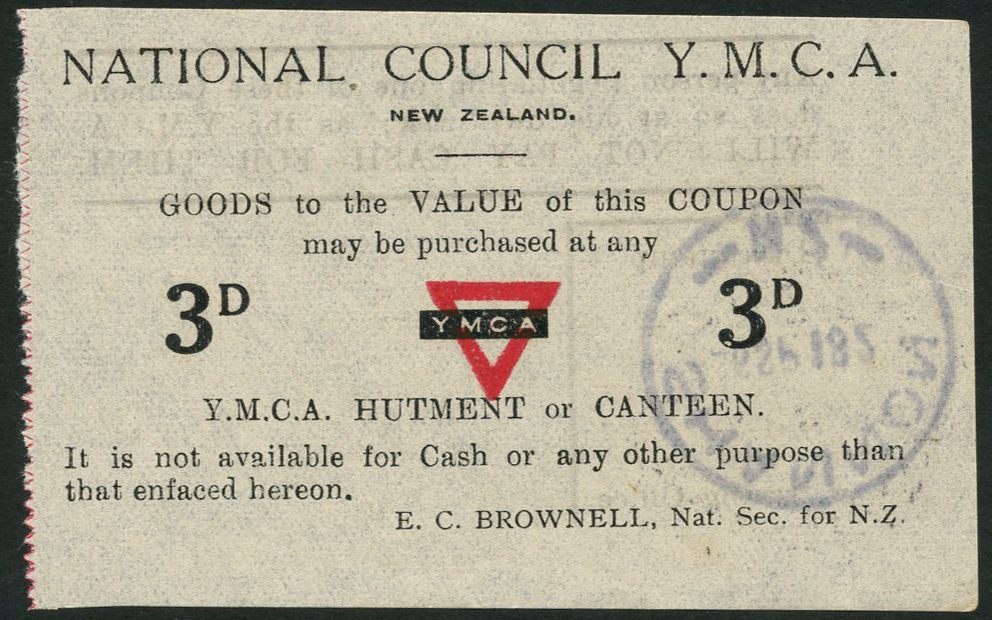 NATIONAL COUNCIL Y. M. C. A.
NEW ZEALAND.
GOODS to the VALUE of this COUPON
may be purchased at any
3D
YMCA
3D
Y.M.C.A. HUTMENT or CANTEEN.
It is not available for Cash or any other purpose than
that enfaced hereon.
E. C. BROWNELL, Nat. Sec. for N.Z.